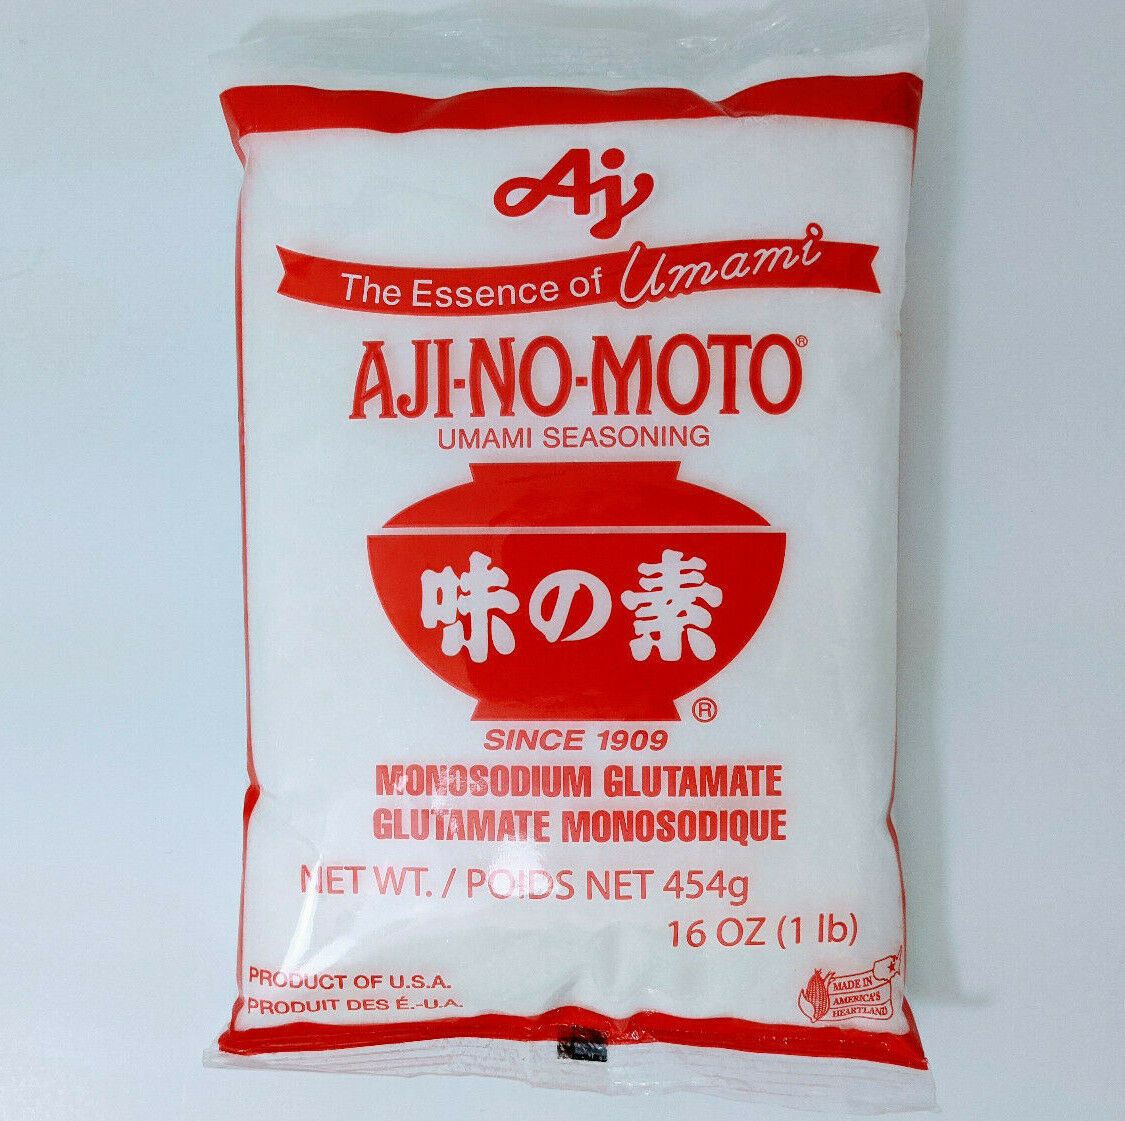 Aj
The Essence of Umami
AJI-NO-MOTO®
UMAMI SEASONING
味の素
®
SINCE 1909
MONOSODIUM GLUTAMATE
GLUTAMATE MONOSODIQUE
NET WT. / POIDS NET 454g
16 OZ (1 lb)
PRODUCT OF U.S.A.
PRODUIT DES É.-U.A.
MADE IN
AMERICA'S
HEARTLAND